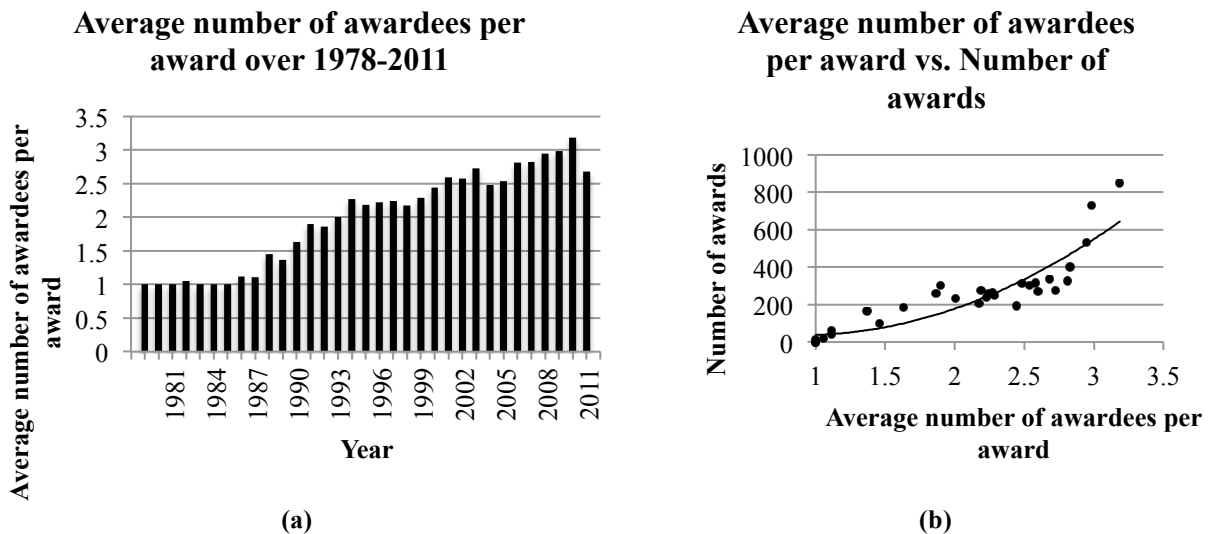 Average number of awardees per
award over 1978-2011
Average number of awardees per
award
3.5
3
2.5
2
1.5
1
0.5
0
1981
1984
1987
1990
1993
1996
1999
2002
2005
2008
2011
Year
(a)
Average number of awardees
per award vs. Number of
awards
Number of awards
1000
800
600
400
200
0
1
1.5
2
2.5
3
3.5
Average number of awardees per
award
(b)